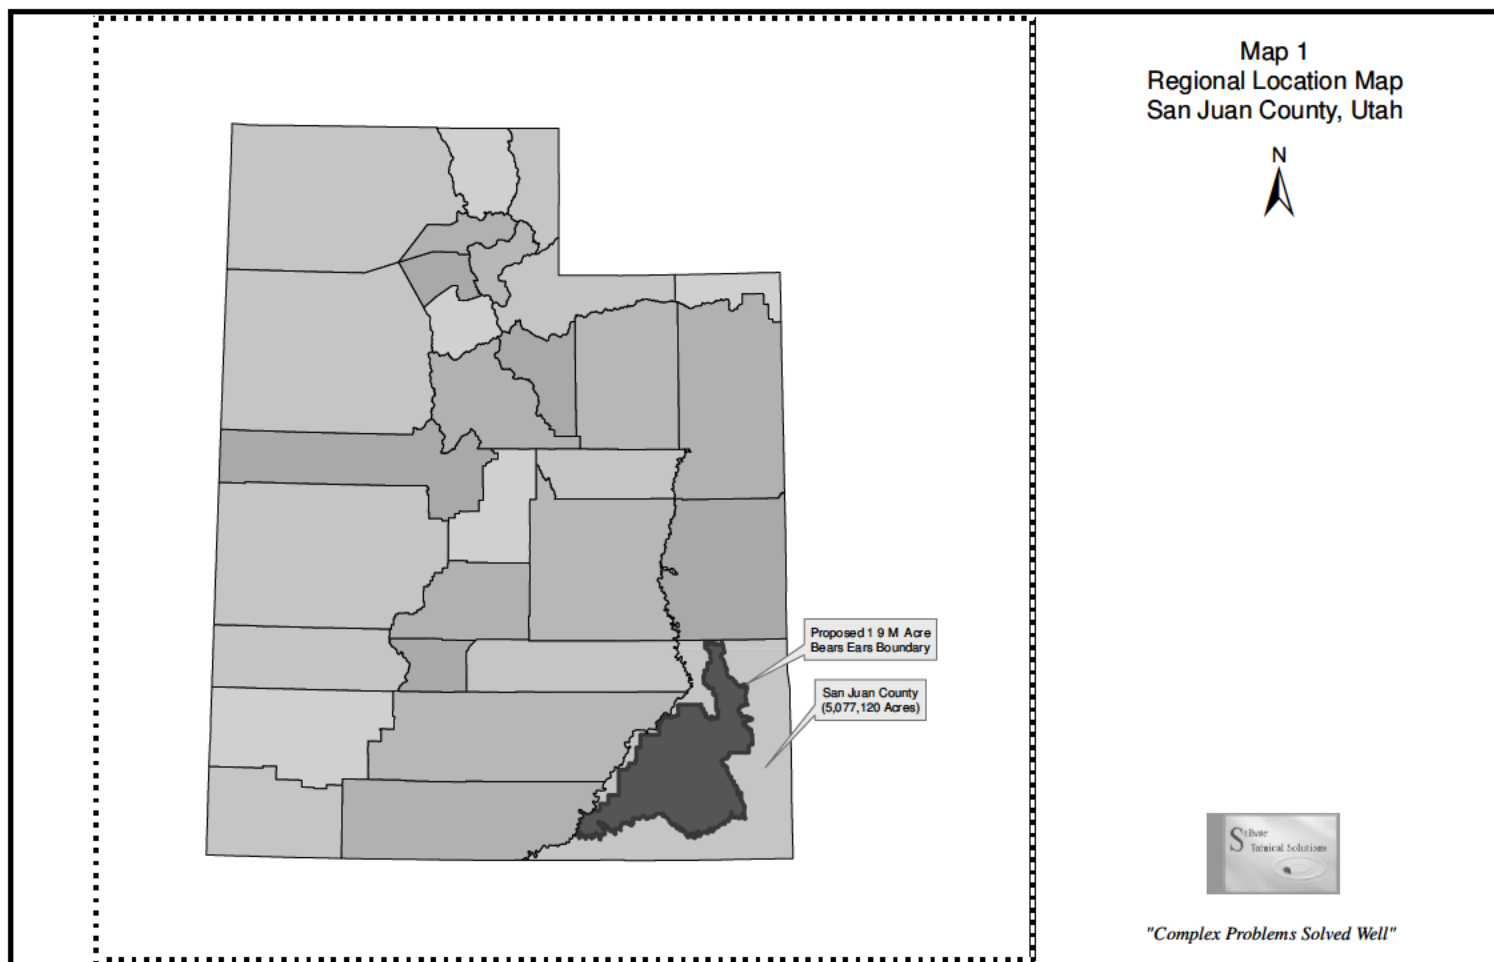 Map 1
Regional Location Map
San Juan County, Utah
N
Proposed 1 9 M Acre
Bears Ears Boundary
San Juan County
(5,077,120 Acres)
Solutions
"Complex Problems Solved Well"